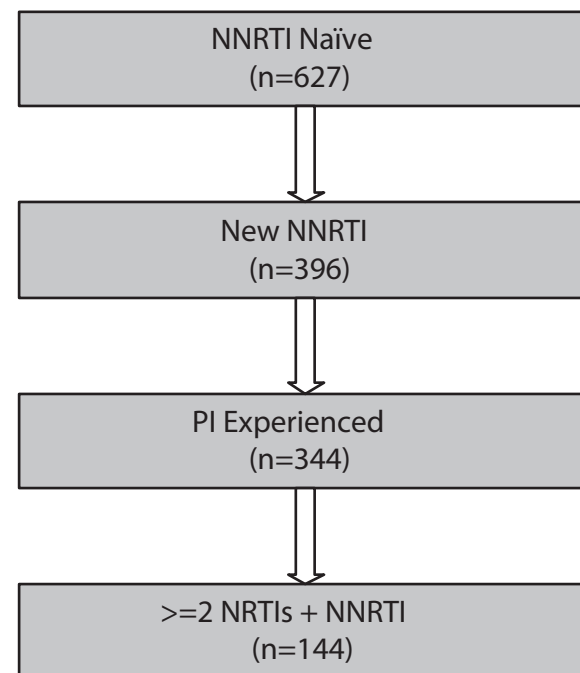 NNRTI Naïve
(n=627)
New NNRTI
(n=396)
PI Experienced
(n=344)
>=2 NRTIs + NNRTI
(n=144)